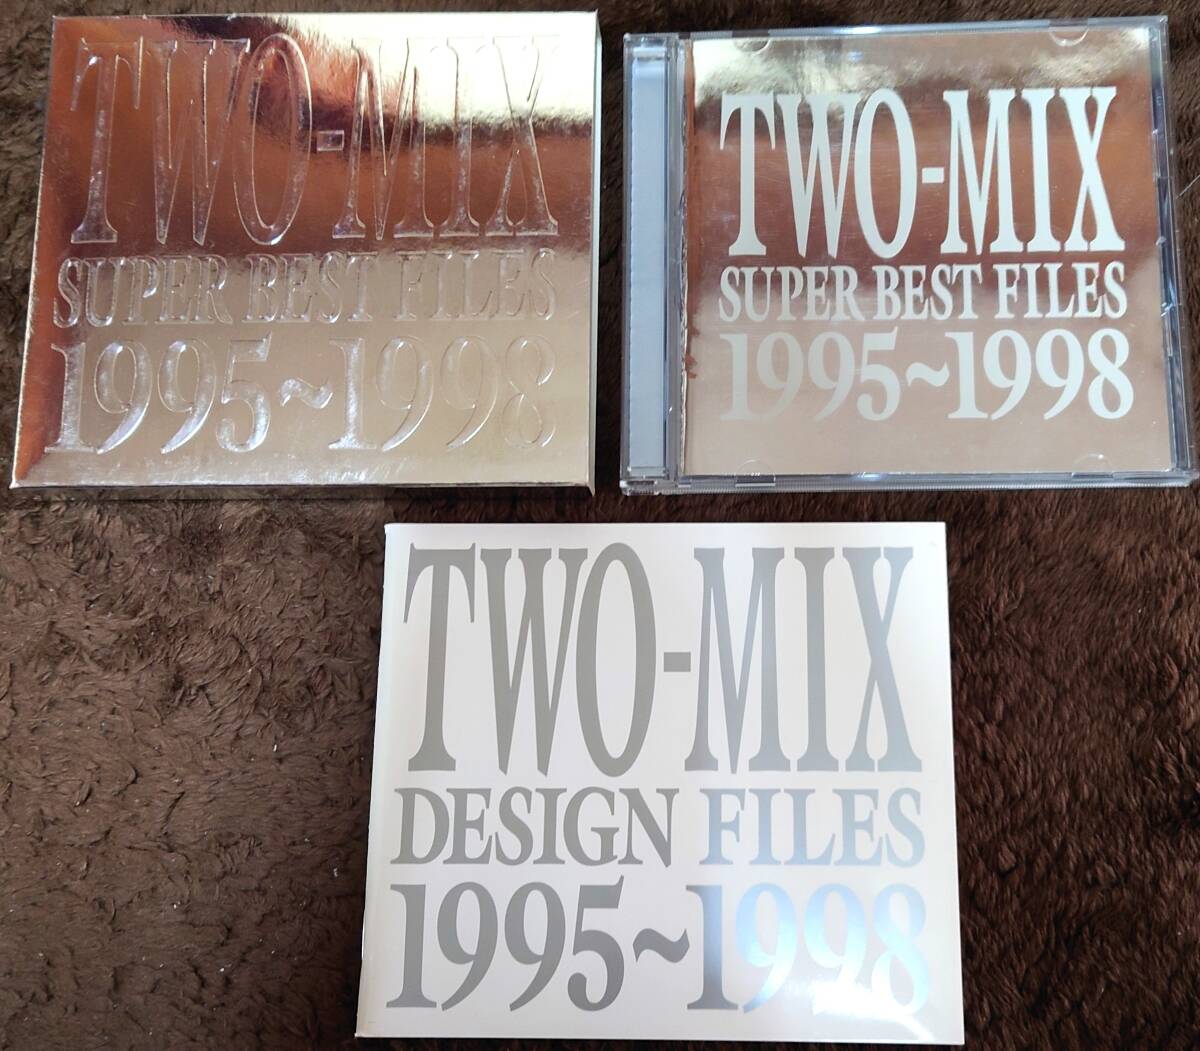 TWO-MIX
SUPER BEST FILES
1995~1998
TWO-MIX
SUPER BEST FILES
1995~1998
TWO-MIX
DESIGN FILES
1995~1998